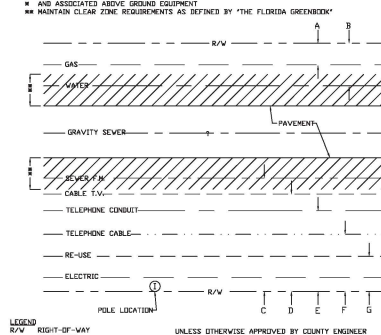 * AND ASSOCIATED ABOVE GROUND EQUIPMENT
** MAINTAIN CLEAR ZONE REQUIREMENTS AS DEFINED BY "THE FLORIDA GREENBOOK"
A B
R/W
GAS
**
WATER
PAVEMENT
GRAVITY SEWER ?
**
SEWER F.M.
CABLE T.V.
TELEPHONE CONDUIT
TELEPHONE CABLE
RE-USE
ELECTRIC
R/W
POLE LOCATION
C D E F G
LEGEND
R/W RIGHT-OF-WAY
UNLESS OTHERWISE APPROVED BY COUNTY ENGINEER